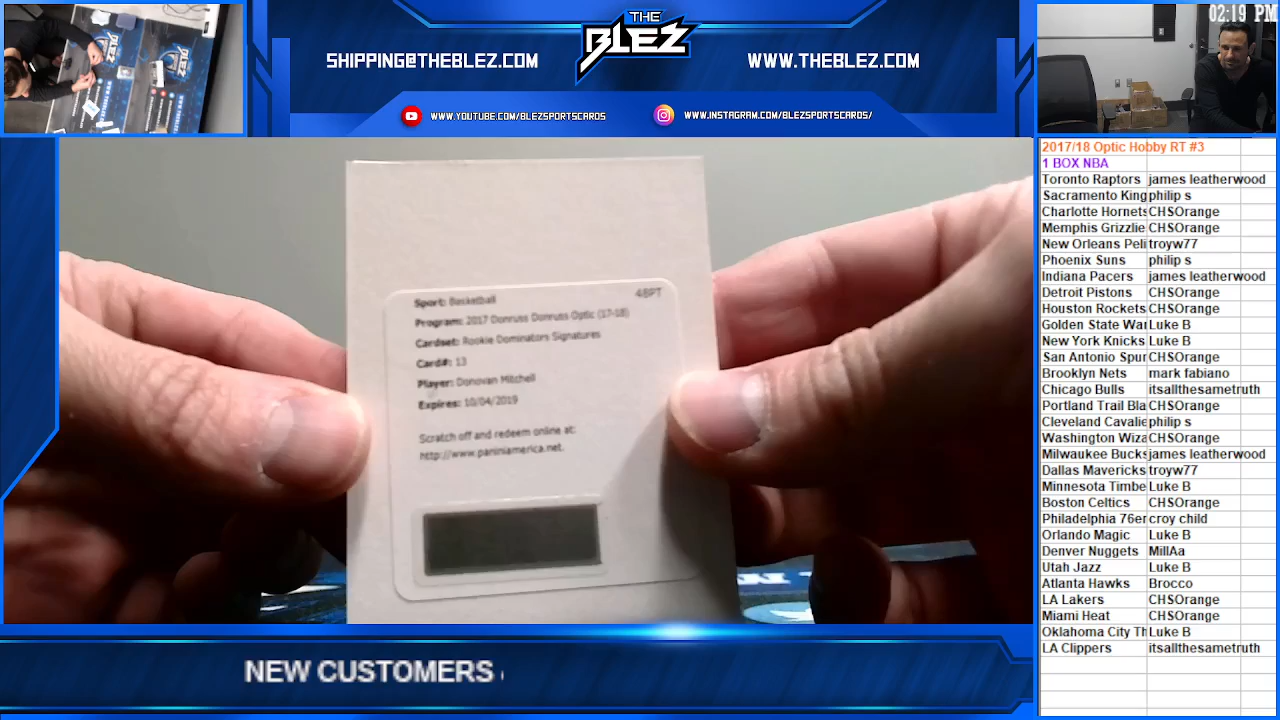 THE
BLEZ
SHIPPING@THEBLEZ.COM
WWW.THEBLEZ.COM
WWW.YOUTUBE.COM/BLEZSPORTSCARDS
WWW.INSTAGRAM.COM/BLEZSPORTSCARDS/
02:19 PM
48PT
Sport: Basketball
Program: 2017 Donruss Donruss Optic (17-18)
Cardset: Rookie Dominators Signatures
Card#: 13
Player: Donovan Mitchell
Expires: 10/04/2019
Scratch off and redeem online at:
http://www.paniniamerica.net.
NEW CUSTOMERS
2017/18 Optic Hobby RT #3
1 BOX NBA
Toronto Raptors james leatherwood
Sacramento King philip s
Charlotte Hornets CHSOrange
Memphis Grizzlie CHSOrange
New Orleans Peli troyw77
Phoenix Suns philip s
Indiana Pacers james leatherwood
Detroit Pistons CHSOrange
Houston Rockets CHSOrange
Golden State War Luke B
New York Knicks Luke B
San Antonio Spur CHSOrange
Brooklyn Nets mark fabiano
Chicago Bulls itsallthesametruth
Portland Trail Bla CHSOrange
Cleveland Cavalie philip s
Washington Wiza CHSOrange
Milwaukee Bucks james leatherwood
Dallas Mavericks troyw77
Minnesota Timbe Luke B
Boston Celtics CHSOrange
Philadelphia 76er croy child
Orlando Magic Luke B
Denver Nuggets MillAa
Utah Jazz Luke B
Atlanta Hawks Brocco
LA Lakers CHSOrange
Miami Heat CHSOrange
Oklahoma City Th Luke B
LA Clippers itsallthesametruth